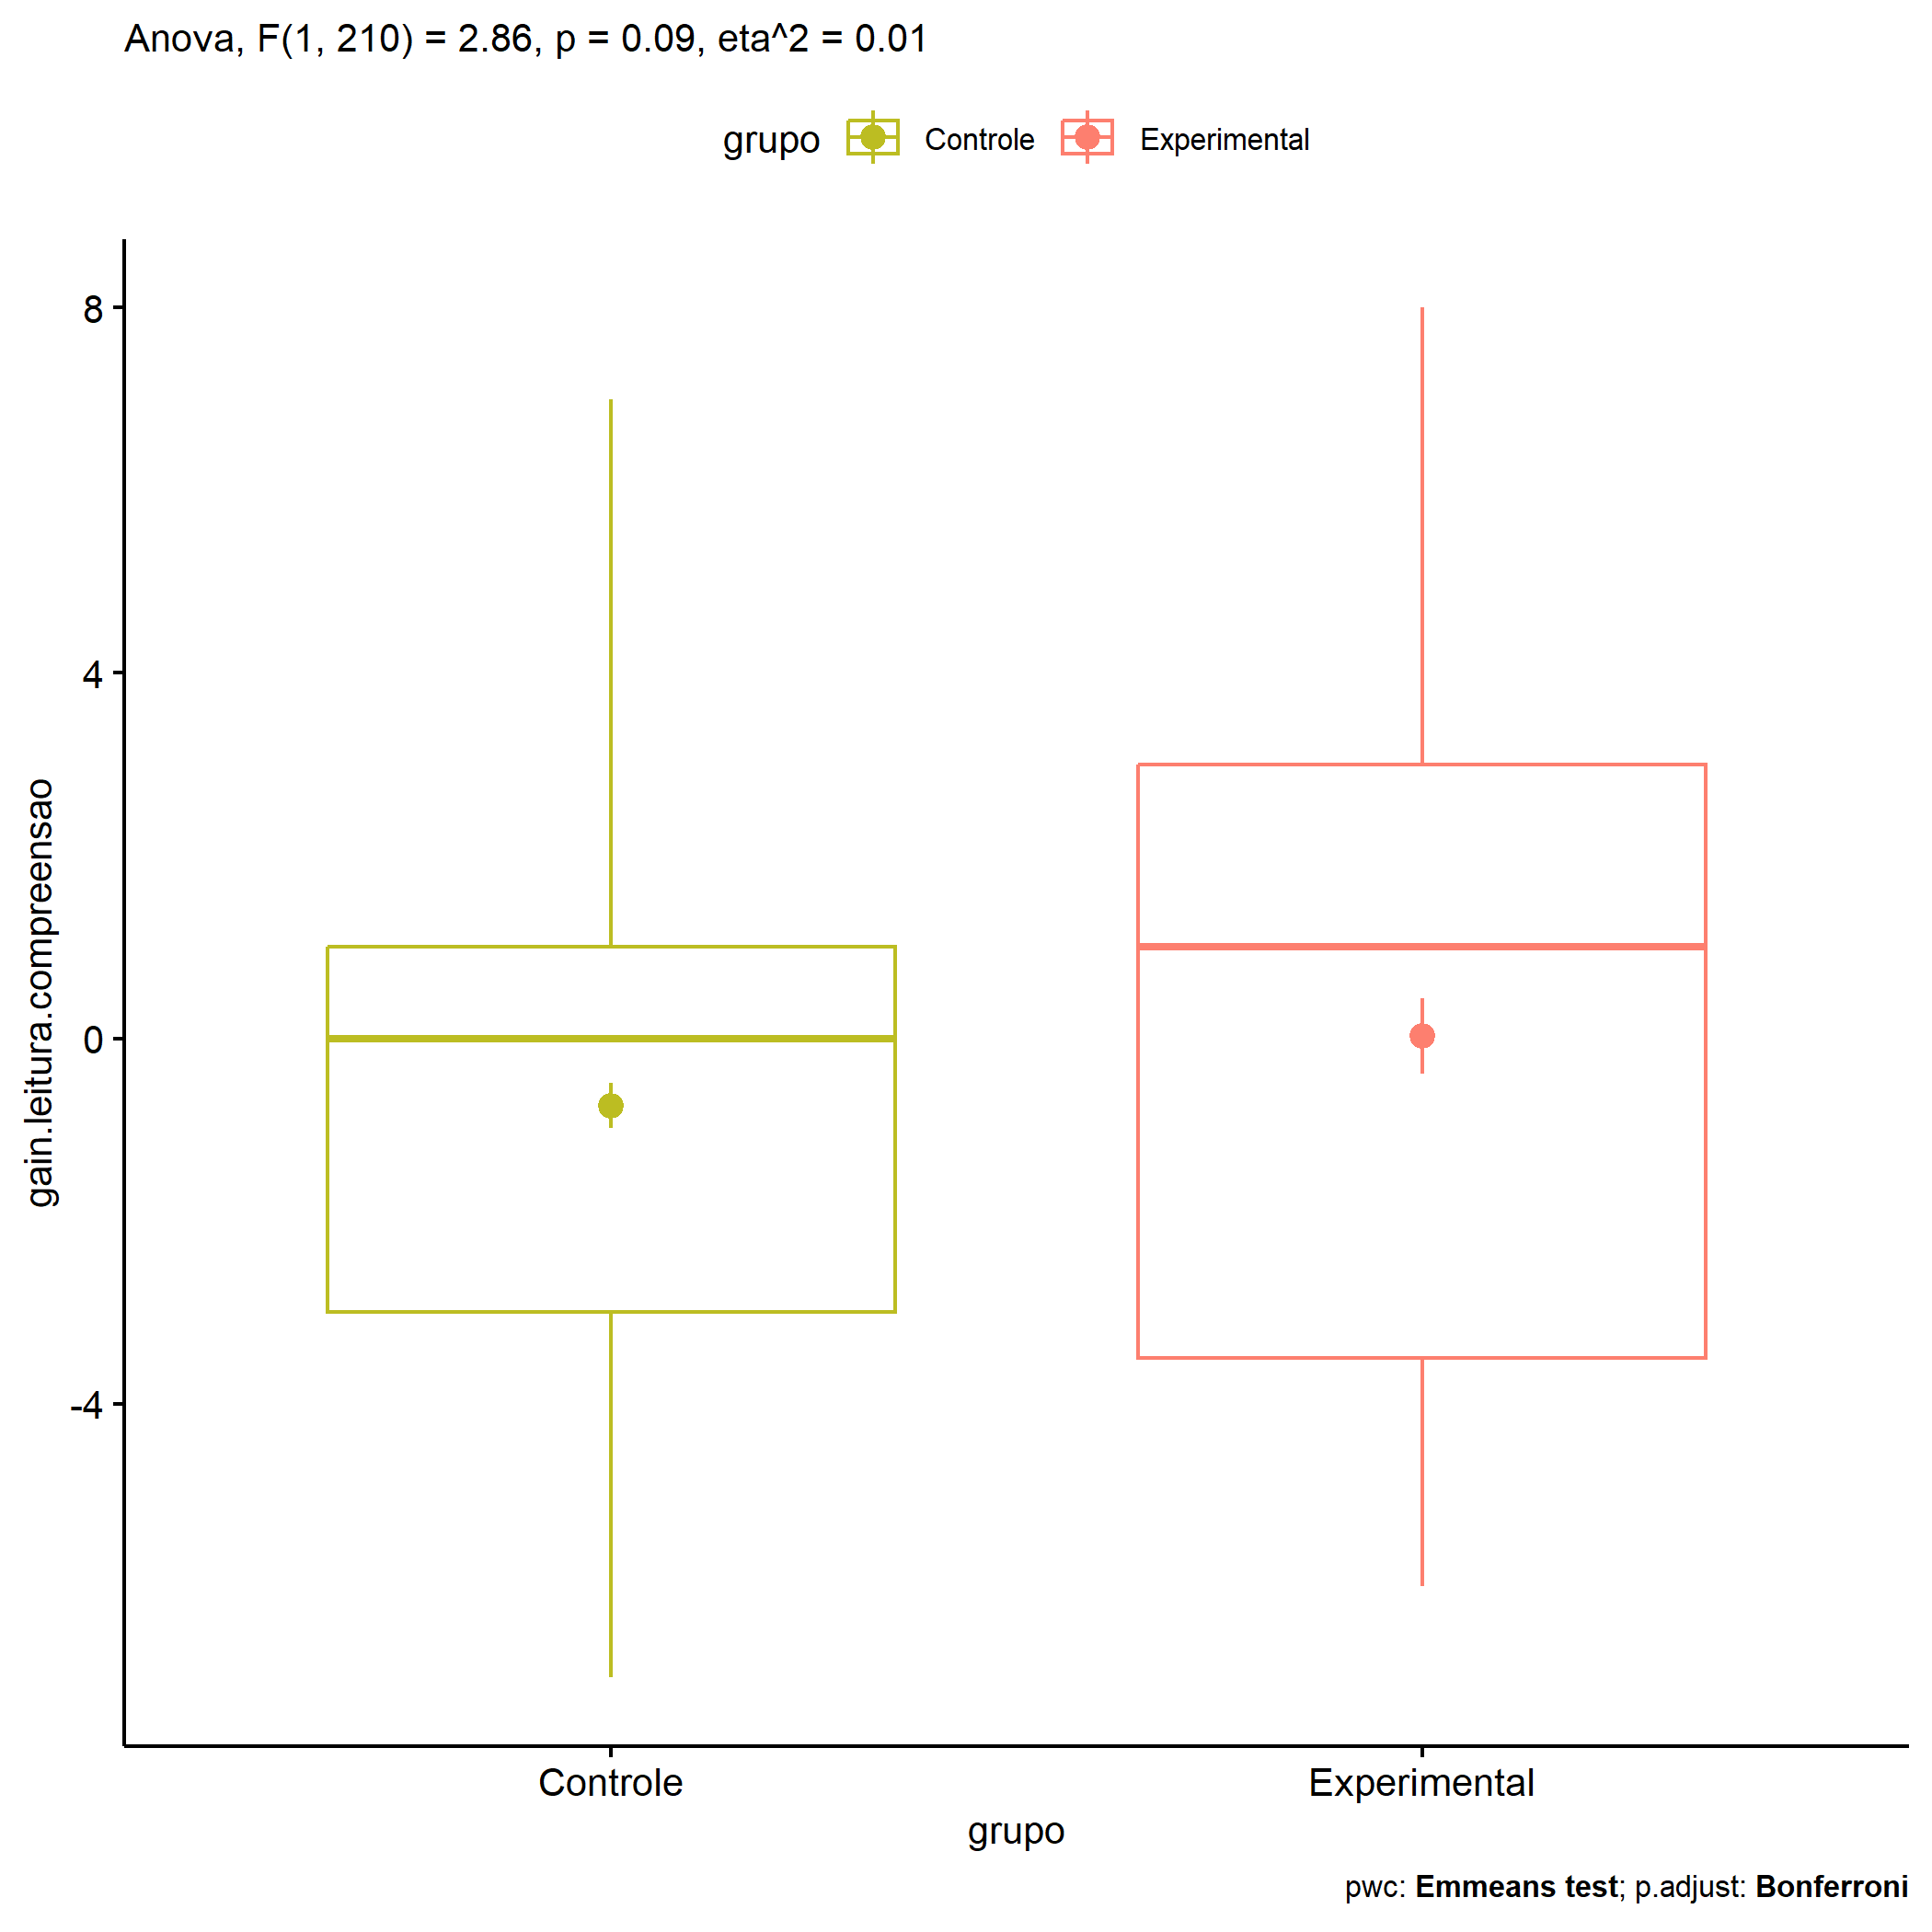 Anova, F(1, 210) = 2.86, p = 0.09, eta^2 = 0.01
grupo Controle Experimental
8
4
0
-4
gain.leitura.compreensao
Controle Experimental
grupo
pwc: Emmeans test; p.adjust: Bonferroni